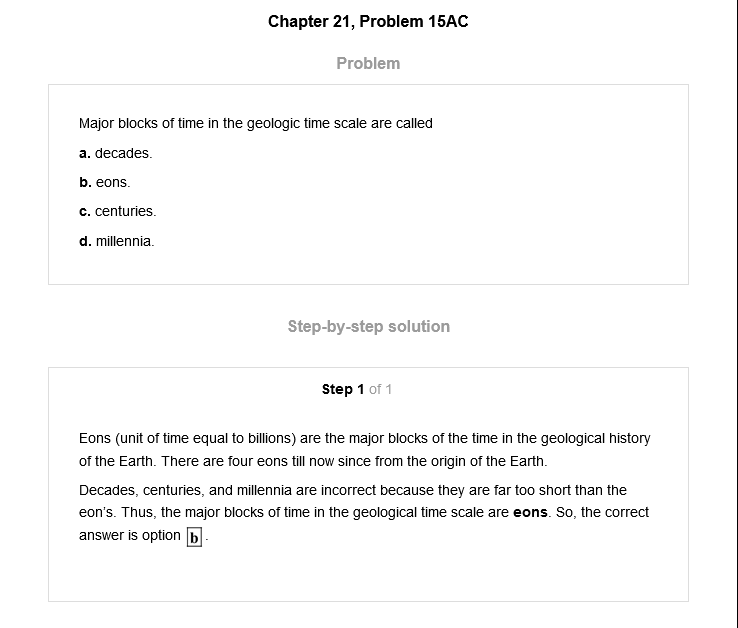 Chapter 21, Problem 15AC
Problem
Major blocks of time in the geologic time scale are called
a. decades.
b. eons.
c. centuries.
d. millennia.
Step-by-step solution
Step 1 of 1
Eons (unit of time equal to billions) are the major blocks of the time in the geological history
of the Earth. There are four eons till now since from the origin of the Earth.
Decades, centuries, and millennia are incorrect because they are far too short than the
eon's. Thus, the major blocks of time in the geological time scale are eons. So, the correct
answer is option b.